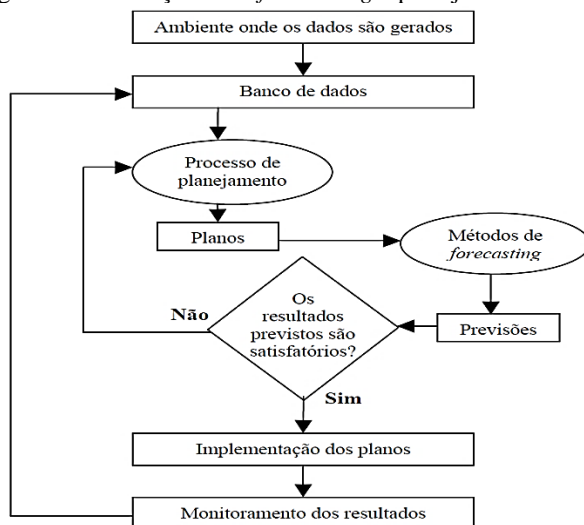 Ambiente onde os dados são gerados
Banco de dados
Processo de
planejamento
Planos
Métodos de
forecasting
Os
resultados
previstos são
satisfatórios?
Não
Previsões
Sim
Implementação dos planos
Monitoramento dos resultados